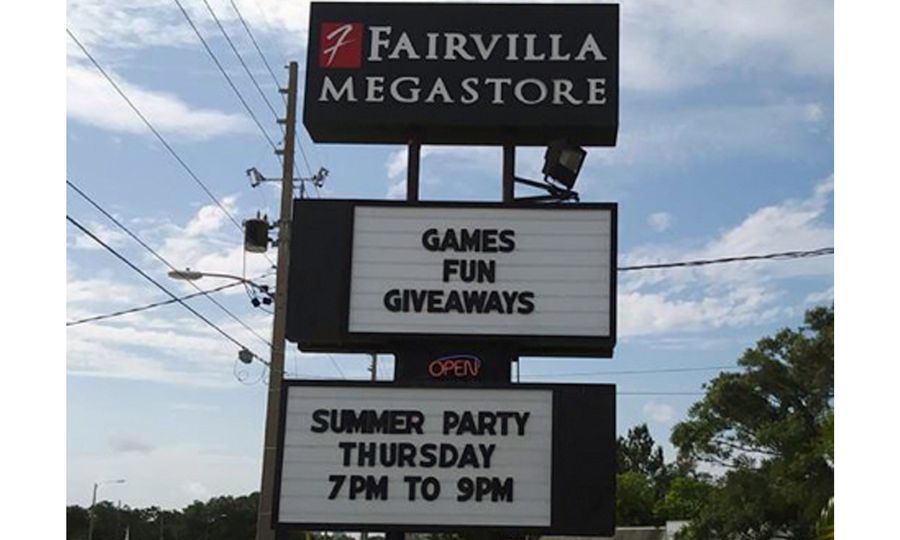 F FAIRVILLA
MEGASTORE
GAMES
FUN
GIVEAWAYS
OPEN
SUMMER PARTY
THURSDAY
7PM TO 9PM